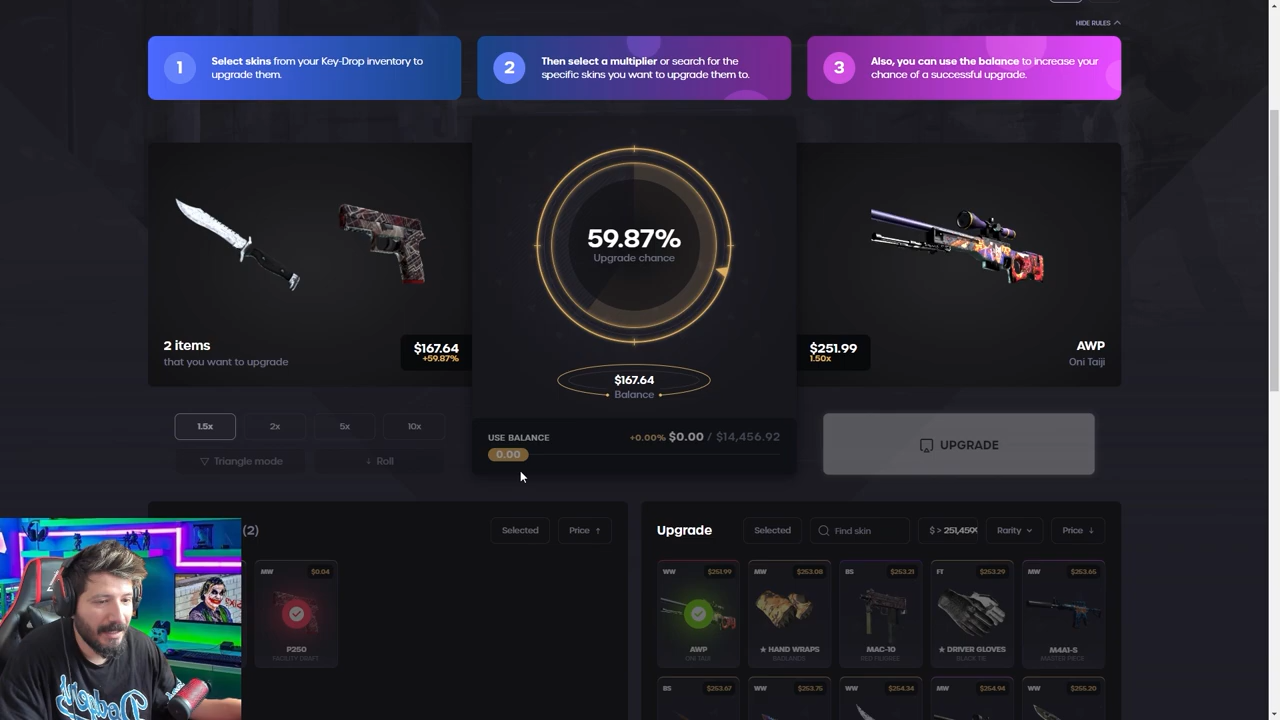 HIDE RULES
1
Select skins from your Key-Drop inventory to
upgrade them.
2
Then select a multiplier or search for the
specific skins you want to upgrade them to.
3
Also, you can use the balance to increase your
chance of a successful upgrade.
59.87%
Upgrade chance
2 items
that you want to upgrade
$167.64
+59.87%
$251.99
1.50x
AWP
Oni Taiji
$167.64
Balance
1.5x
2x
5x
10x
Triangle mode
Roll
USE BALANCE
+0.00% $0.00 / $14,456.92
0.00
UPGRADE
(2)
Selected
Price
Upgrade
Selected
Find skin
$ >
Rarity
Price
MW
$0.04
P250
FACILITY DRAFT
WW
$251.99
AWP
ONI TAIJI
MW
$253.08
★ HAND WRAPS
BADLANDS
BS
$253.21
MAC-10
FT
$253.29
★ DRIVER GLOVES
BLACK TIE
MW
$253.65
M4A1-S
MASTER PIECE
BS
$253.67
WW
$253.75
WW
$254.34
MW
$254.94
WW
$255.20